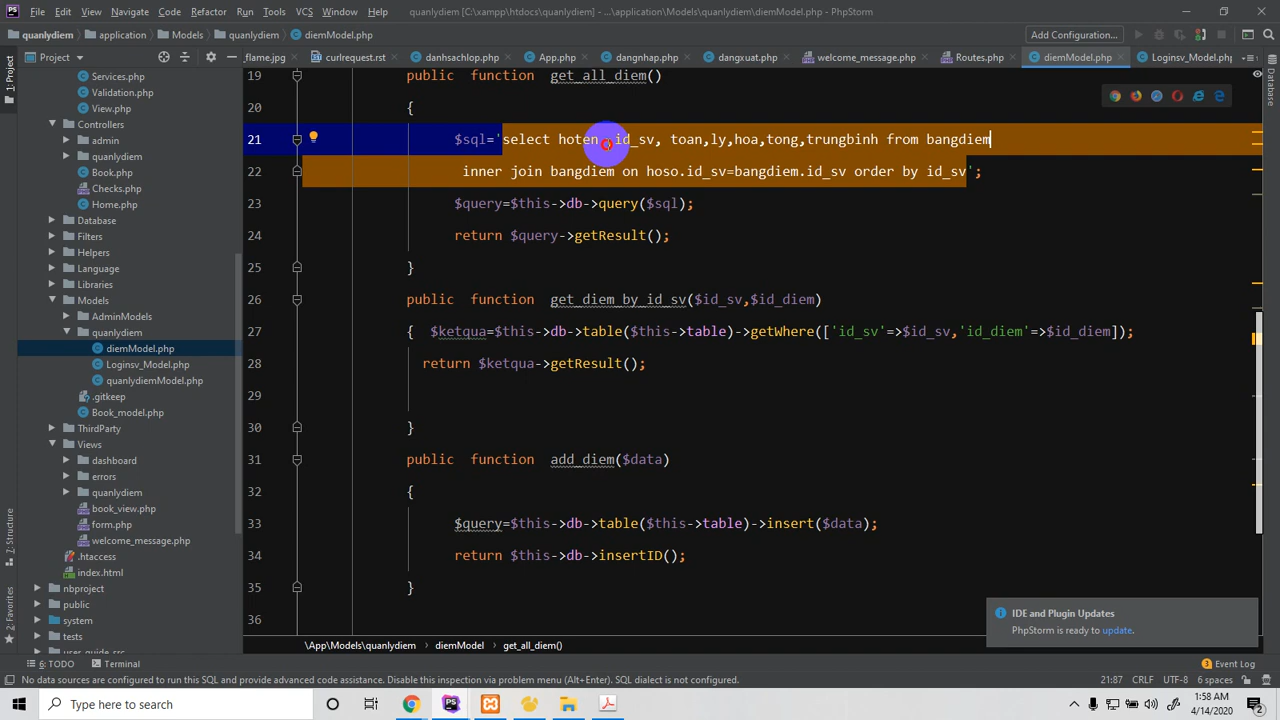 File Edit View Navigate Code Refactor Run Tools VCS Window Help quanlydiem [C:\xampp\htdocs\quanlydiem] - ...\application\Models\quanlydiem\diemModel.php - PhpStorm
quanlydiem application Models quanlydiem diemModel.php Add Configuration...
Project _flame.jpg curlrequest.rst danhsachlop.php App.php dangnhap.php dangxuat.php welcome_message.php Routes.php diemModel.php Loginsv_Model.php
1: Project
Database
Services.php
Validation.php
View.php
Controllers
admin
quanlydiem
Book.php
Checks.php
Home.php
Database
Filters
Helpers
Language
Libraries
Models
AdminModels
quanlydiem
diemModel.php
Loginsv_Model.php
quanlydiemModel.php
.gitkeep
Book_model.php
ThirdParty
Views
dashboard
errors
quanlydiem
book_view.php
form.php
welcome_message.php
.htaccess
index.html
nbproject
public
system
tests
user_guide_src
7: Structure
2: Favorites
19 public function get_all_diem()
20 {
21 $sql='select hoten, id_sv, toan,ly,hoa,tong,trungbinh from bangdiem
22 inner join bangdiem on hoso.id_sv=bangdiem.id_sv order by id_sv';
23 $query=$this->db->query($sql);
24 return $query->getResult();
25 }
26 public function get_diem_by_id_sv($id_sv,$id_diem)
27 { $ketqua=$this->db->table($this->table)->getWhere(['id_sv'=>$id_sv,'id_diem'=>$id_diem]);
28 return $ketqua->getResult();
29
30 }
31 public function add_diem($data)
32 {
33 $query=$this->db->table($this->table)->insert($data);
34 return $this->db->insertID();
35 }
36
IDE and Plugin Updates
PhpStorm is ready to update.
\App\Models\quanlydiem diemModel get_all_diem()
6: TODO Terminal 3 Event Log
No data sources are configured to run this SQL and provide advanced code assistance. Disable this inspection via problem menu (Alt+Enter). SQL dialect is not configured. 21:87 CRLF UTF-8 6 spaces
Type here to search
PS
1:58 AM
4/14/2020
2